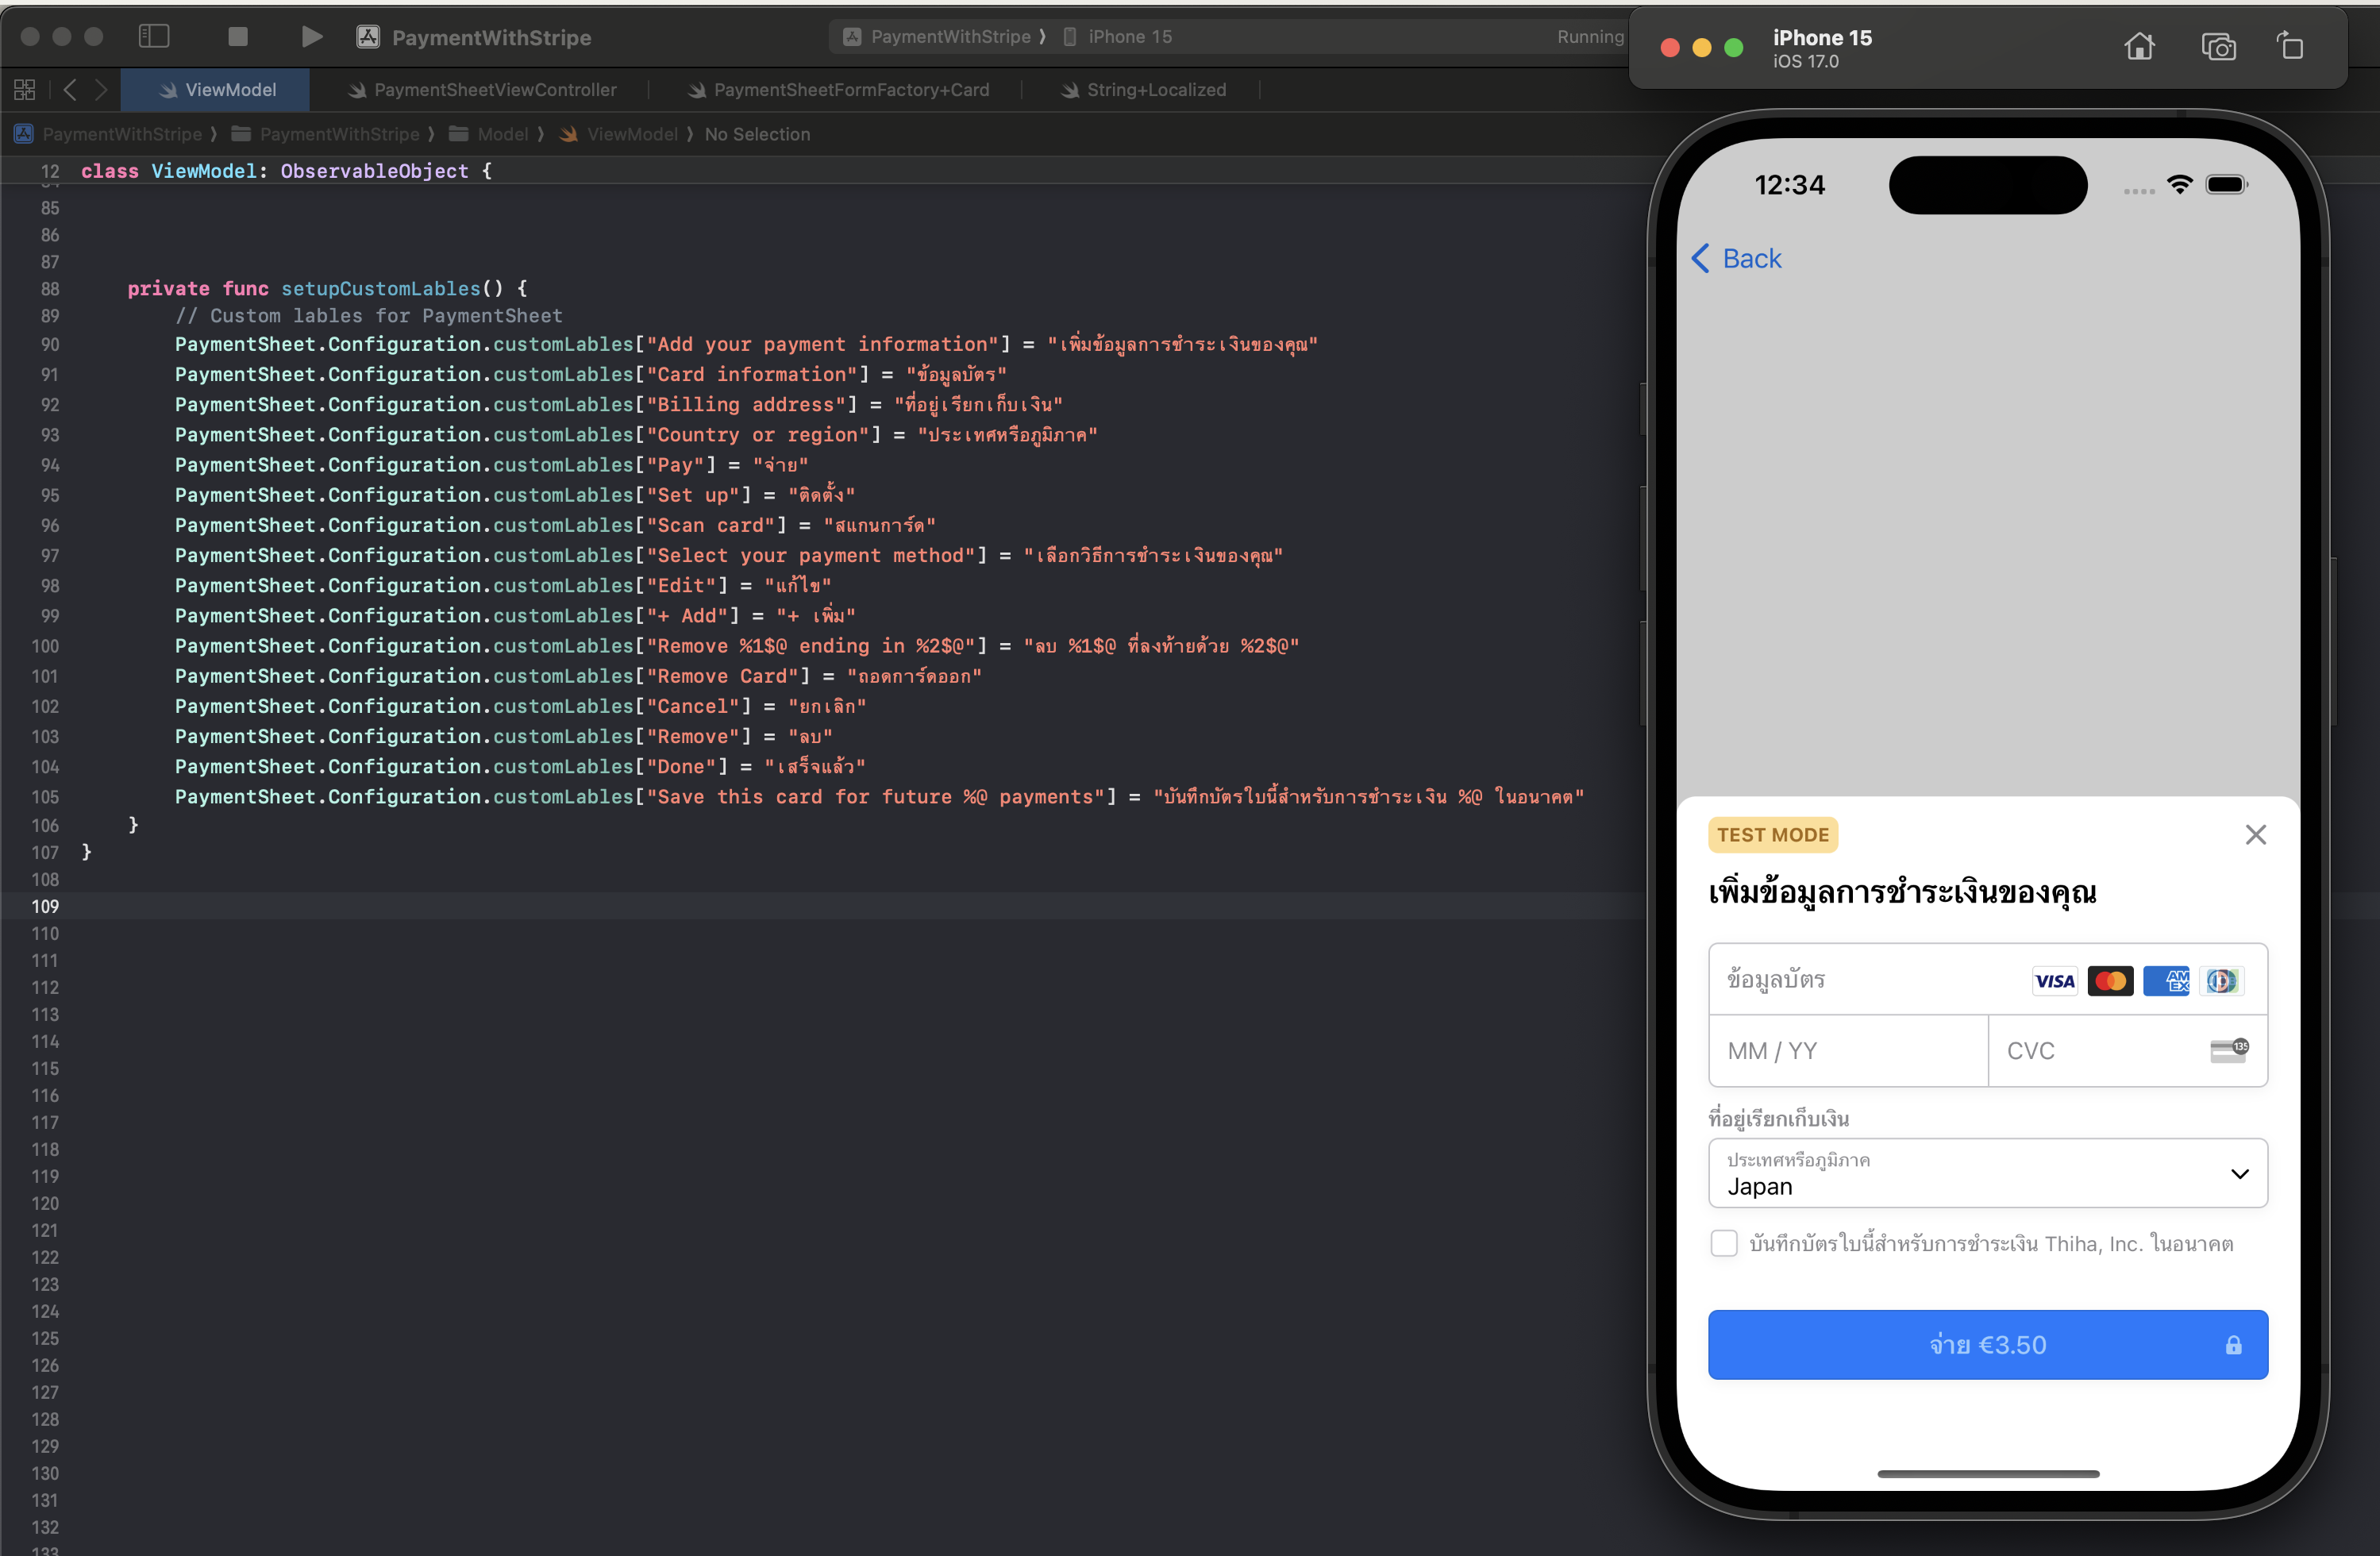 PaymentWithStripe
PaymentWithStripe ⟩ iPhone 15
Running
ViewModel
PaymentSheetViewController
PaymentSheetFormFactory+Card
String+Localized
PaymentWithStripe ⟩ PaymentWithStripe ⟩ Model ⟩ ViewModel ⟩ No Selection
12 class ViewModel: ObservableObject {
85
86
87
88 private func setupCustomLables() {
89 // Custom lables for PaymentSheet
90 PaymentSheet.Configuration.customLables["Add your payment information"] = "เพิ่มข้อมูลการชำระเงินของคุณ"
91 PaymentSheet.Configuration.customLables["Card information"] = "ข้อมูลบัตร"
92 PaymentSheet.Configuration.customLables["Billing address"] = "ที่อยู่เรียกเก็บเงิน"
93 PaymentSheet.Configuration.customLables["Country or region"] = "ประเทศหรือภูมิภาค"
94 PaymentSheet.Configuration.customLables["Pay"] = "จ่าย"
95 PaymentSheet.Configuration.customLables["Set up"] = "ติดตั้ง"
96 PaymentSheet.Configuration.customLables["Scan card"] = "สแกนการ์ด"
97 PaymentSheet.Configuration.customLables["Select your payment method"] = "เลือกวิธีการชำระเงินของคุณ"
98 PaymentSheet.Configuration.customLables["Edit"] = "แก้ไข"
99 PaymentSheet.Configuration.customLables["+ Add"] = "+ เพิ่ม"
100 PaymentSheet.Configuration.customLables["Remove %1$@ ending in %2$@"] = "ลบ %1$@ ที่ลงท้ายด้วย %2$@"
101 PaymentSheet.Configuration.customLables["Remove Card"] = "ถอดการ์ดออก"
102 PaymentSheet.Configuration.customLables["Cancel"] = "ยกเลิก"
103 PaymentSheet.Configuration.customLables["Remove"] = "ลบ"
104 PaymentSheet.Configuration.customLables["Done"] = "เสร็จแล้ว"
105 PaymentSheet.Configuration.customLables["Save this card for future %@ payments"] = "บันทึกบัตรใบนี้สำหรับการชำระเงิน %@ ในอนาคต"
106 }
107 }
108
109
110
111
112
113
114
115
116
117
118
119
120
121
122
123
124
125
126
127
128
129
130
131
132
133
iPhone 15
iOS 17.0
12:34
Back
TEST MODE
เพิ่มข้อมูลการชำระเงินของคุณ
ข้อมูลบัตร VISA AMEX
MM / YY CVC 135
ที่อยู่เรียกเก็บเงิน
ประเทศหรือภูมิภาค
Japan
บันทึกบัตรใบนี้สำหรับการชำระเงิน Thiha, Inc. ในอนาคต
จ่าย €3.50